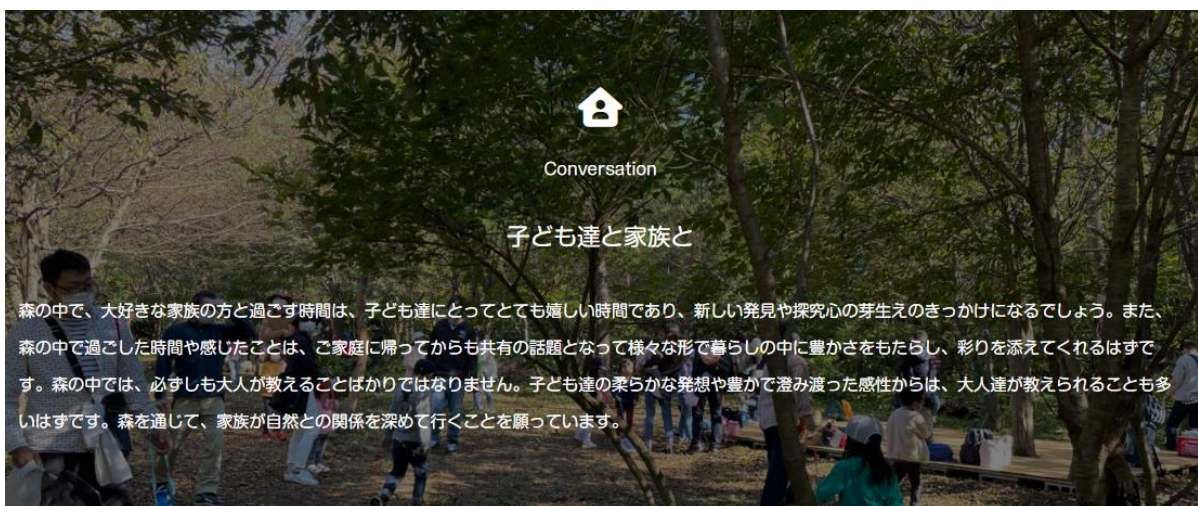 Conversation
子ども達と家族と
森の中で、大好きな家族の方と過ごす時間は、子ども達にとってとても嬉しい時間であり、新しい発見や探究心の芽生えのきっかけになるでしょう。また、
森の中で過ごした時間や感じたことは、ご家庭に帰ってからも共有の話題となって様々な形で暮らしの中に豊かさをもたらし、彩りを添えてくれるはずで
す。森の中では、必ずしも大人が教えることばかりではなりません。子ども達の柔らかな発想や豊かで澄み渡った感性からは、大人達が教えられることも多
いはずです。森を通じて、家族が自然との関係を深めて行くことを願っています。